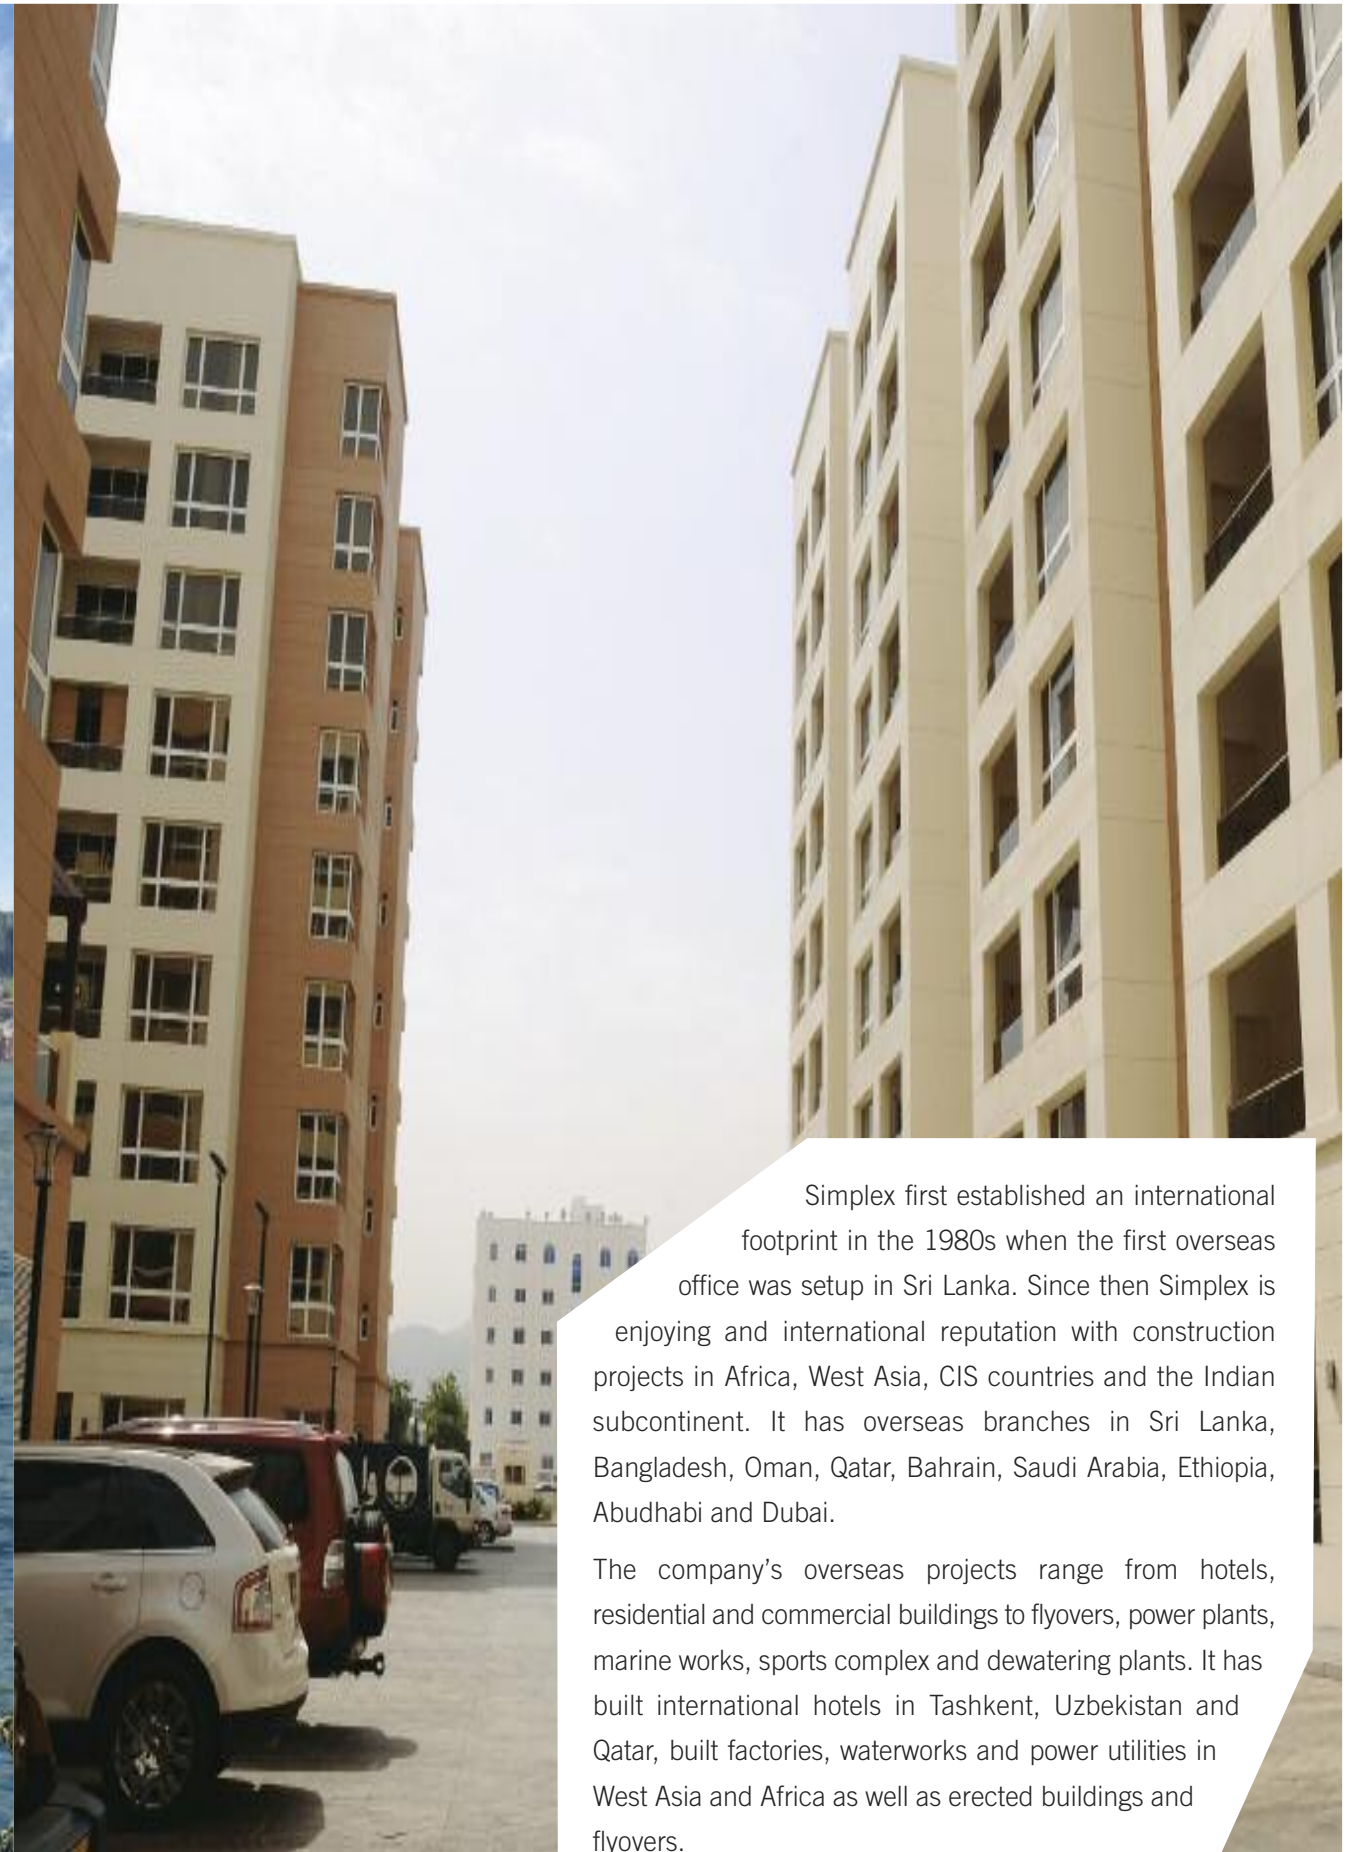 Simplex first established an international
footprint in the 1980s when the first overseas
office was setup in Sri Lanka. Since then Simplex is
enjoying and international reputation with construction
projects in Africa, West Asia, CIS countries and the Indian
subcontinent. It has overseas branches in Sri Lanka,
Bangladesh, Oman, Qatar, Bahrain, Saudi Arabia, Ethiopia,
Abudhabi and Dubai.
The company’s overseas projects range from hotels,
residential and commercial buildings to flyovers, power plants,
marine works, sports complex and dewatering plants. It has
built international hotels in Tashkent, Uzbekistan and
Qatar, built factories, waterworks and power utilities in
West Asia and Africa as well as erected buildings and
flyovers.